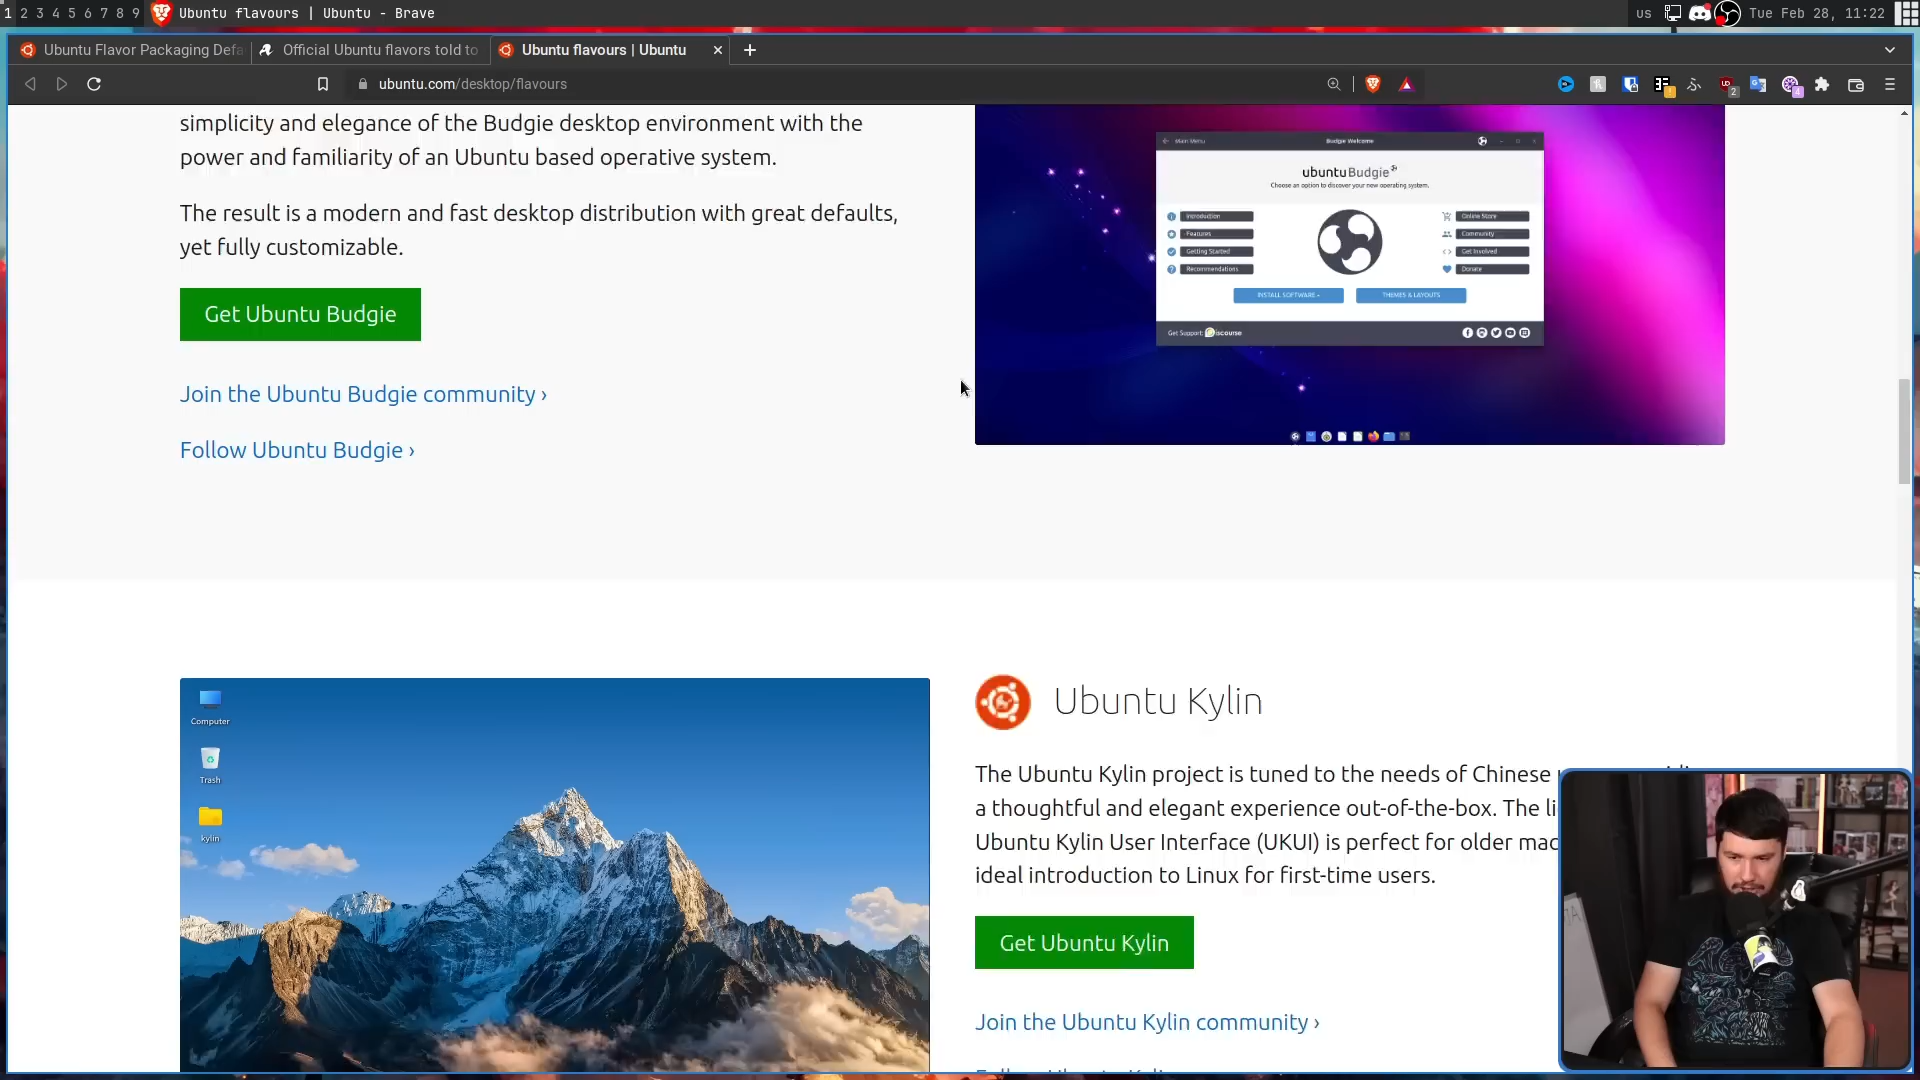 1 2 3 4 5 6 7 8 9 Ubuntu flavours | Ubuntu - Brave
us Tue Feb 28, 11:22
Ubuntu Flavor Packaging Defa
Official Ubuntu flavors told to
Ubuntu flavours | Ubuntu
ubuntu.com/desktop/flavours
simplicity and elegance of the Budgie desktop environment with the
power and familiarity of an Ubuntu based operative system.
The result is a modern and fast desktop distribution with great defaults,
yet fully customizable.
Get Ubuntu Budgie
Join the Ubuntu Budgie community ›
Follow Ubuntu Budgie ›
Main Menu
Budgie Welcome
ubuntu Budgie
Choose an option to discover your new operating system.
Introduction
Features
Getting Started
Recommendations
Online Store
Community
Get Involved
Donate
INSTALL SOFTWARE
THEMES & LAYOUTS
Get Support: Discourse
Computer
Trash
kylin
Ubuntu Kylin
The Ubuntu Kylin project is tuned to the needs of Chinese
a thoughtful and elegant experience out-of-the-box. The li
Ubuntu Kylin User Interface (UKUI) is perfect for older mac
ideal introduction to Linux for first-time users.
Get Ubuntu Kylin
Join the Ubuntu Kylin community ›